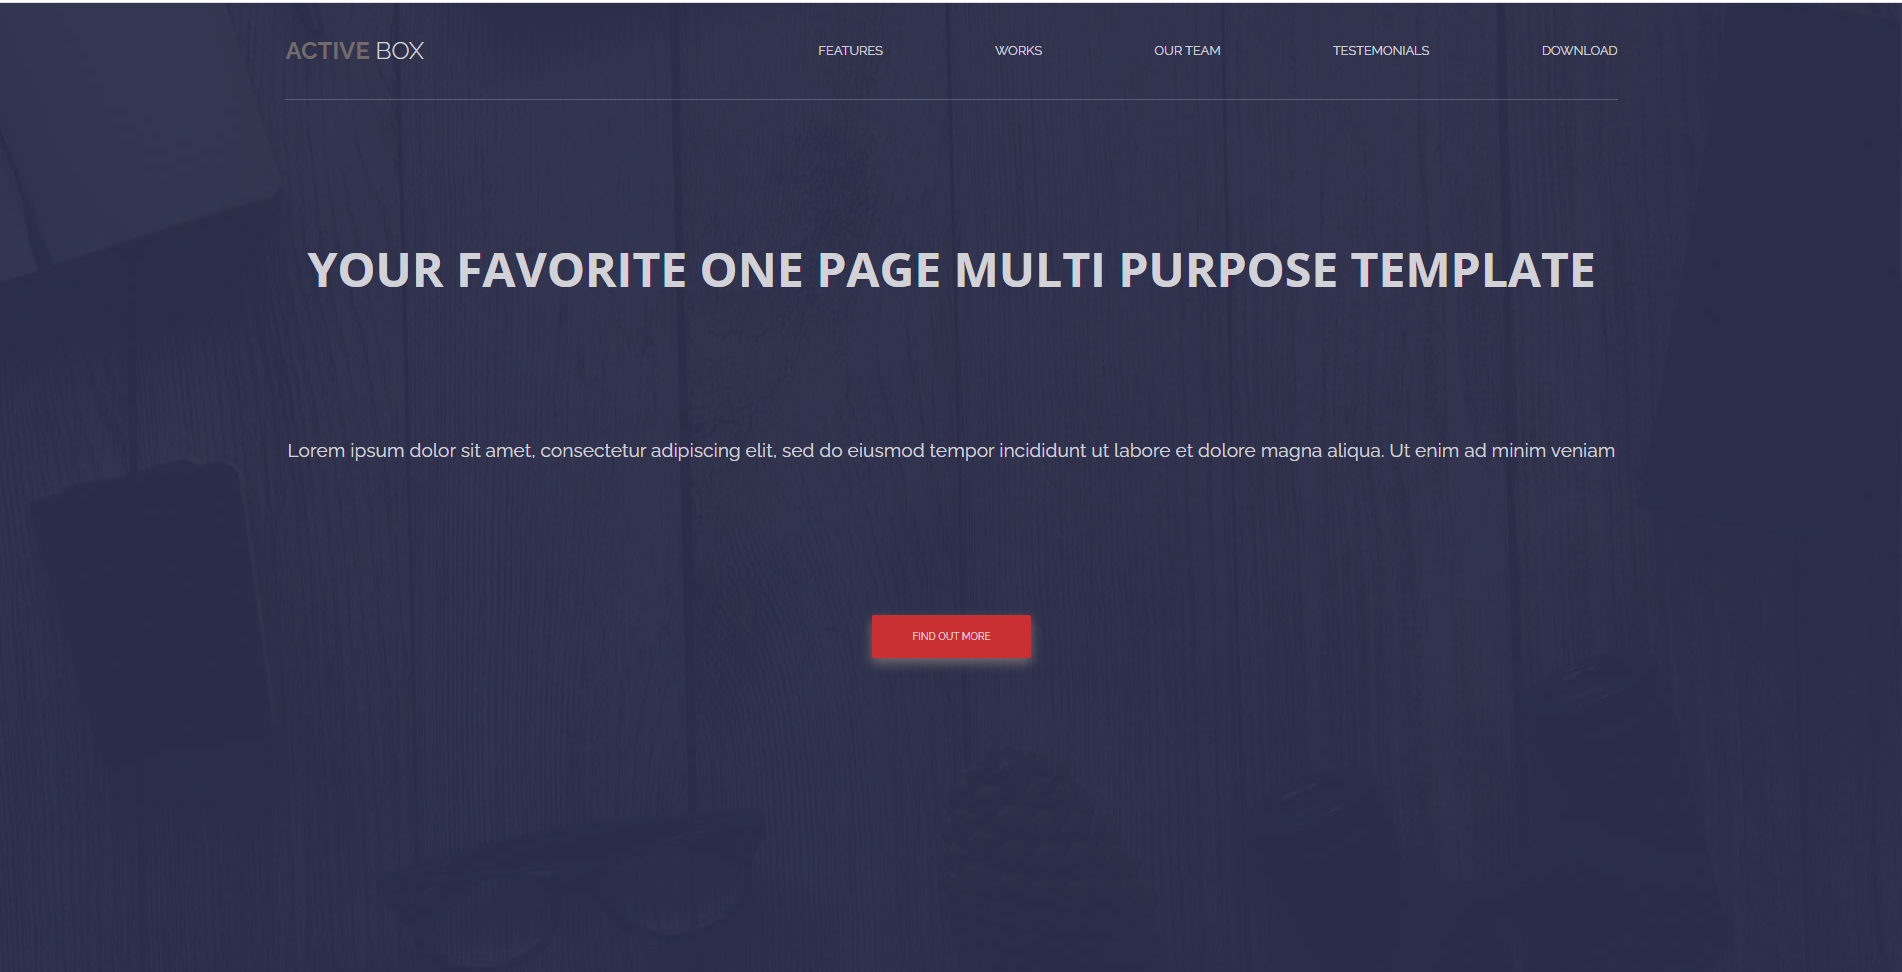 ACTIVE BOX
FEATURES WORKS OUR TEAM TESTEMONIALS DOWNLOAD
YOUR FAVORITE ONE PAGE MULTI PURPOSE TEMPLATE
Lorem ipsum dolor sit amet, consectetur adipiscing elit, sed do eiusmod tempor incididunt ut labore et dolore magna aliqua. Ut enim ad minim veniam
FIND OUT MORE